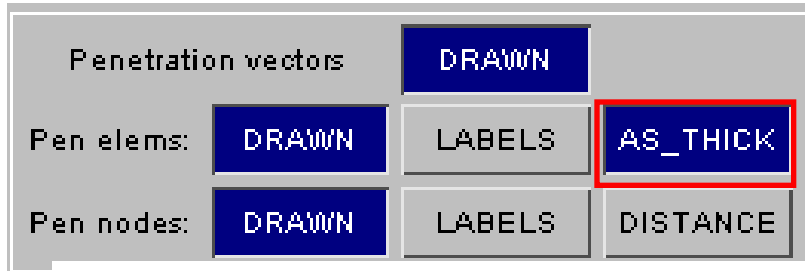 Penetration vectors DRAWN
Pen elems: DRAWN LABELS AS_THICK
Pen nodes: DRAWN LABELS DISTANCE